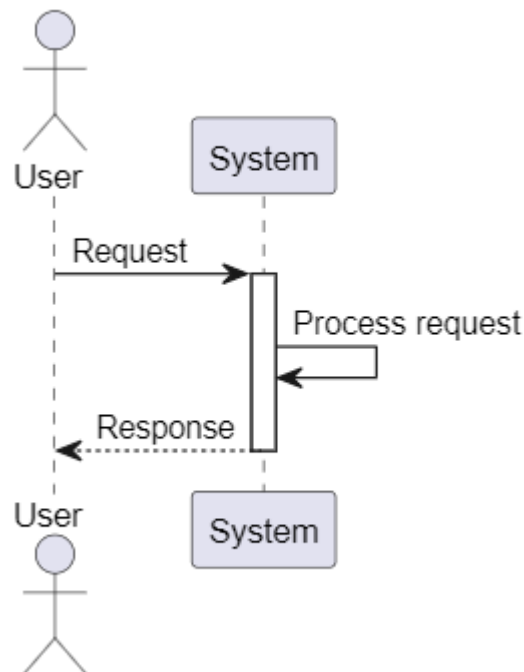 User
System
Request
Process request
Response
User
System